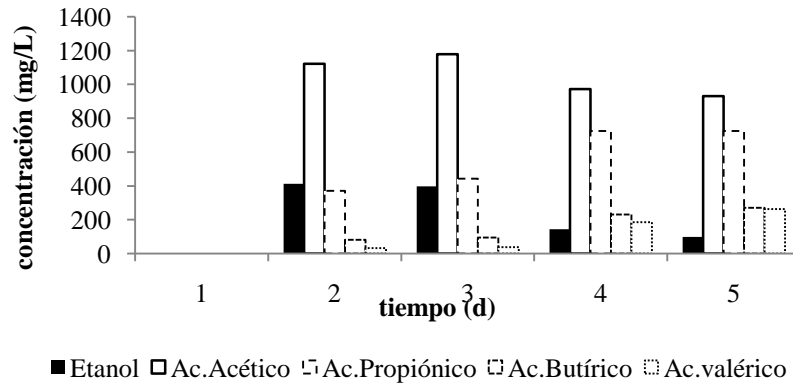 concentración (mg/L)
1400
1200
1000
800
600
400
200
0
1 2 3 4 5
tiempo (d)
Etanol Ac.Acético Ac.Propiónico Ac.Butírico Ac.valérico